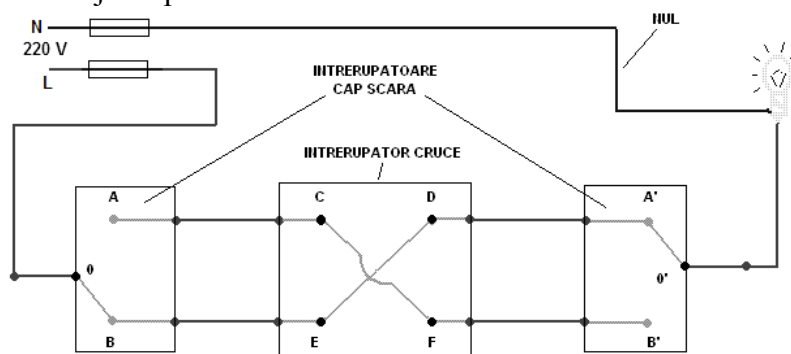 N
220 V
L
NUL
INTRERUPATOARE
CAP SCARA
INTRERUPATOR CRUCE
A
C
D
A'
0
0'
B
E
F
B'